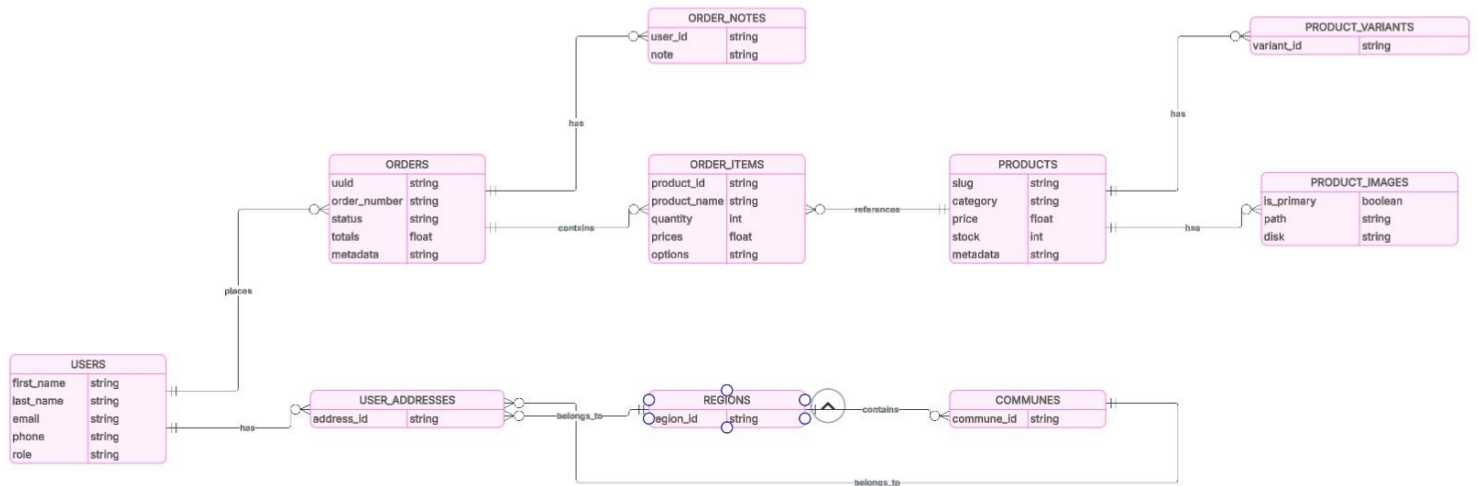 ORDER_NOTES
user_id string
note string
PRODUCT_VARIANTS
variant_id string
has
has
ORDERS
uuid string
order_number string
status string
totals float
metadata string
ORDER_ITEMS
product_id string
product_name string
quantity int
prices float
options string
PRODUCTS
slug string
category string
price float
stock int
metadata string
PRODUCT_IMAGES
is_primary boolean
path string
disk string
contains
references
has
places
USERS
first_name string
last_name string
email string
phone string
role string
has
USER_ADDRESSES
address_id string
belongs_to
REGIONS
region_id string
contains
COMMUNES
commune_id string
belongs_to